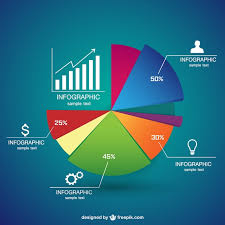 50%
INFOGRAPHIC
sample text
INFOGRAPHIC
sample text
25%
$
INFOGRAPHIC
sample text
30%
INFOGRAPHIC
sample text
45%
INFOGRAPHIC
sample text
designed by freepik.com